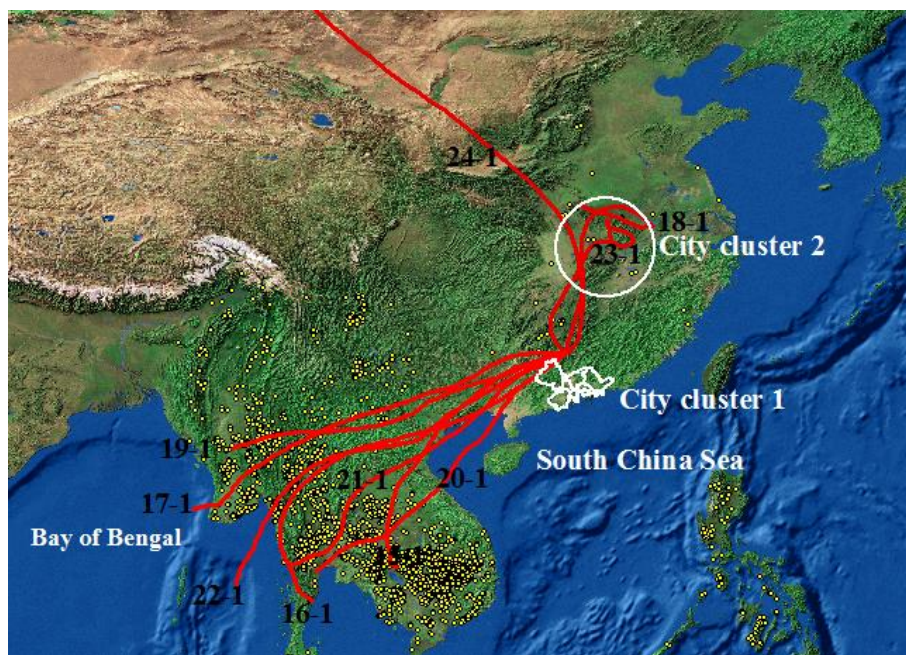 24-1
18-1
City cluster 2
23-1
City cluster 1
19-1
South China Sea
21-1
20-1
17-1
Bay of Bengal
22-1
16-1